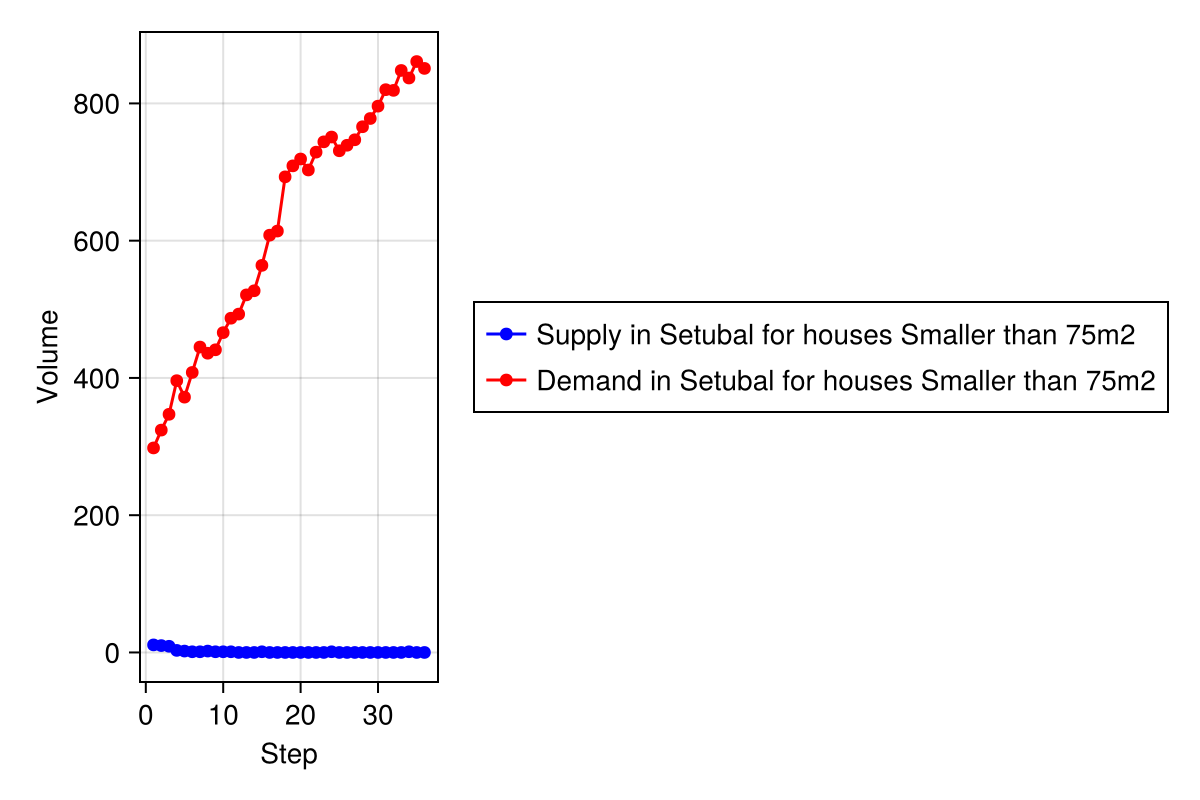 Volume
800
600
400
200
0
0 10 20 30
Step
Supply in Setubal for houses Smaller than 75m2
Demand in Setubal for houses Smaller than 75m2